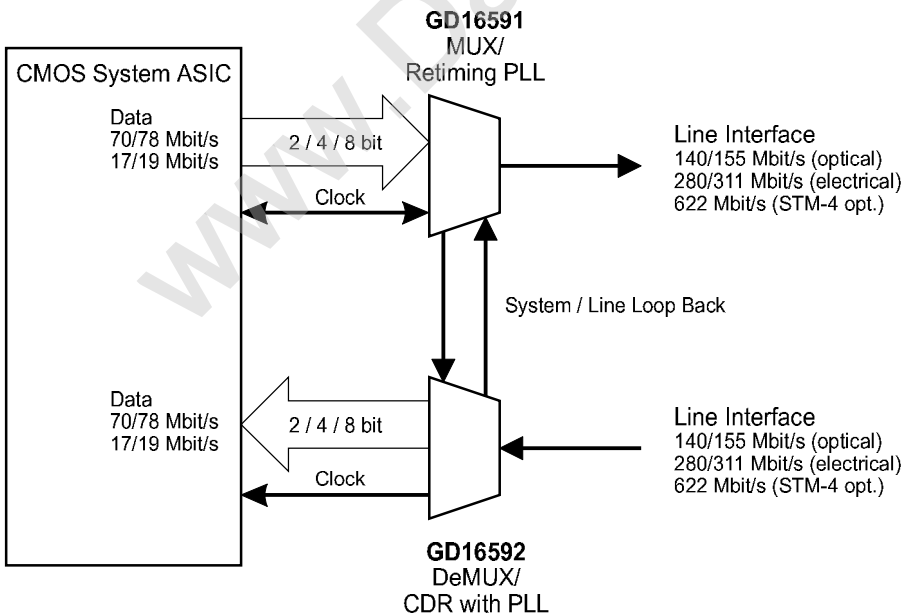 GD16591
MUX/
Retiming PLL
CMOS System ASIC
Data
70/78 Mbit/s
17/19 Mbit/s
2 / 4 / 8 bit
Clock
Line Interface
140/155 Mbit/s (optical)
280/311 Mbit/s (electrical)
622 Mbit/s (STM-4 opt.)
System / Line Loop Back
Data
70/78 Mbit/s
17/19 Mbit/s
2 / 4 / 8 bit
Clock
Line Interface
140/155 Mbit/s (optical)
280/311 Mbit/s (electrical)
622 Mbit/s (STM-4 opt.)
GD16592
DeMUX/
CDR with PLL
www.Da